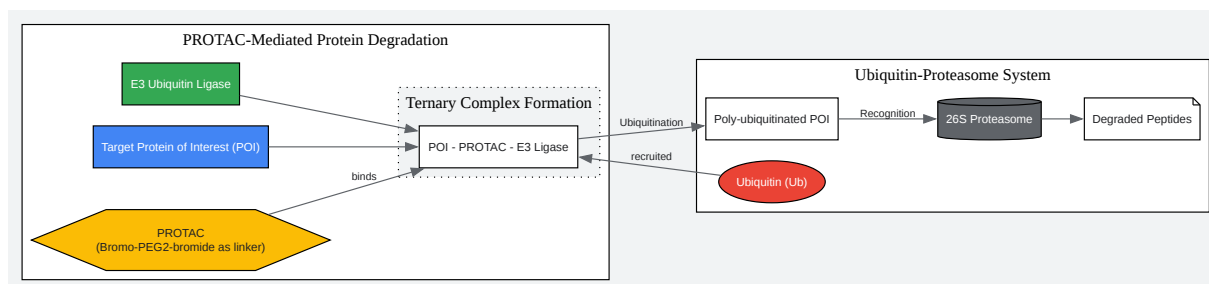 PROTAC-Mediated Protein Degradation
E3 Ubiquitin Ligase
Target Protein of Interest (POI)
PROTAC
(Bromo-PEG2-bromide as linker)
binds
Ternary Complex Formation
POI - PROTAC - E3 Ligase
Ubiquitination
recruited
Ubiquitin-Proteasome System
Poly-ubiquitinated POI
Recognition
26S Proteasome
Degraded Peptides
Ubiquitin (Ub)